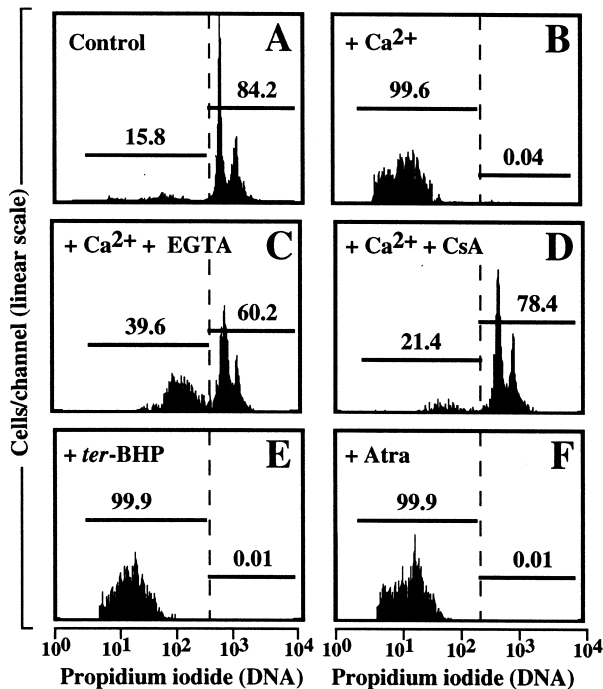 Cells/channel (linear scale)
Control A
84.2
15.8
+ Ca2+ B
99.6
0.04
+ Ca2+ + EGTA C
60.2
39.6
+ Ca2+ + CsA D
78.4
21.4
+ ter-BHP E
99.9
0.01
+ Atra F
99.9
0.01
10⁰ 10¹ 10² 10³ 10⁴
10⁰ 10¹ 10² 10³ 10⁴
Propidium iodide (DNA)
Propidium iodide (DNA)